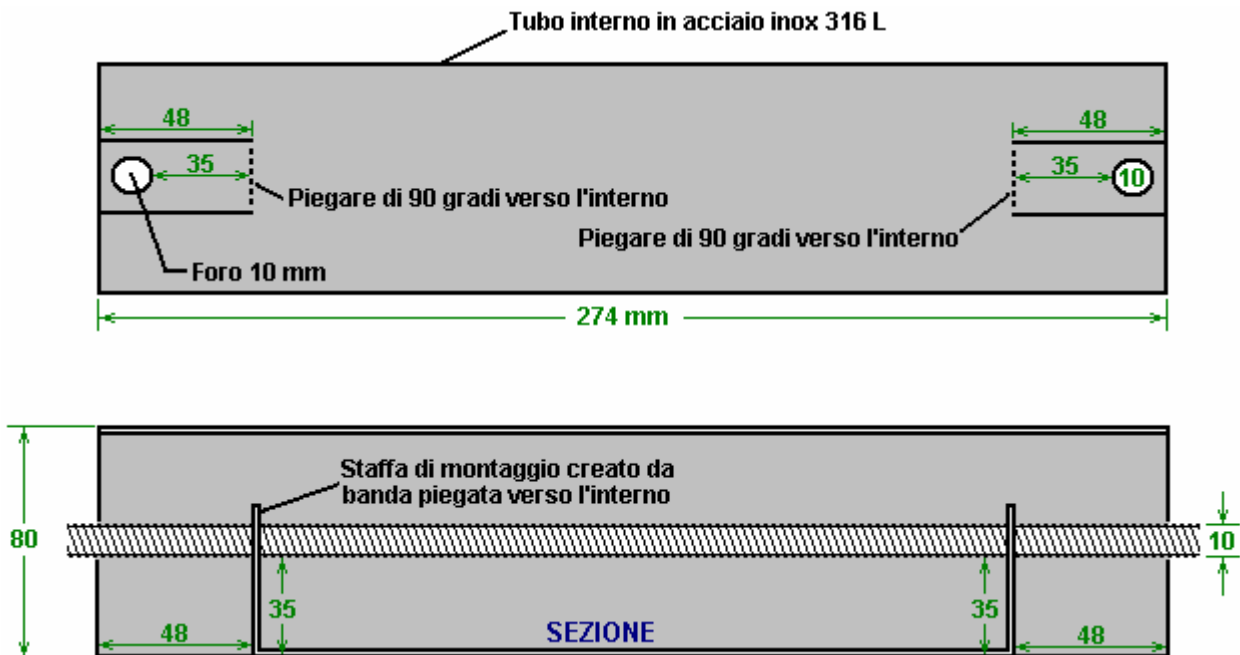 Tubo interno in acciaio inox 316 L
48
48
35
35
10
Piegare di 90 gradi verso l'interno
Piegare di 90 gradi verso l'interno
Foro 10 mm
274 mm
Staffa di montaggio creato da
banda piegata verso l'interno
80
10
35
35
48
SEZIONE
48